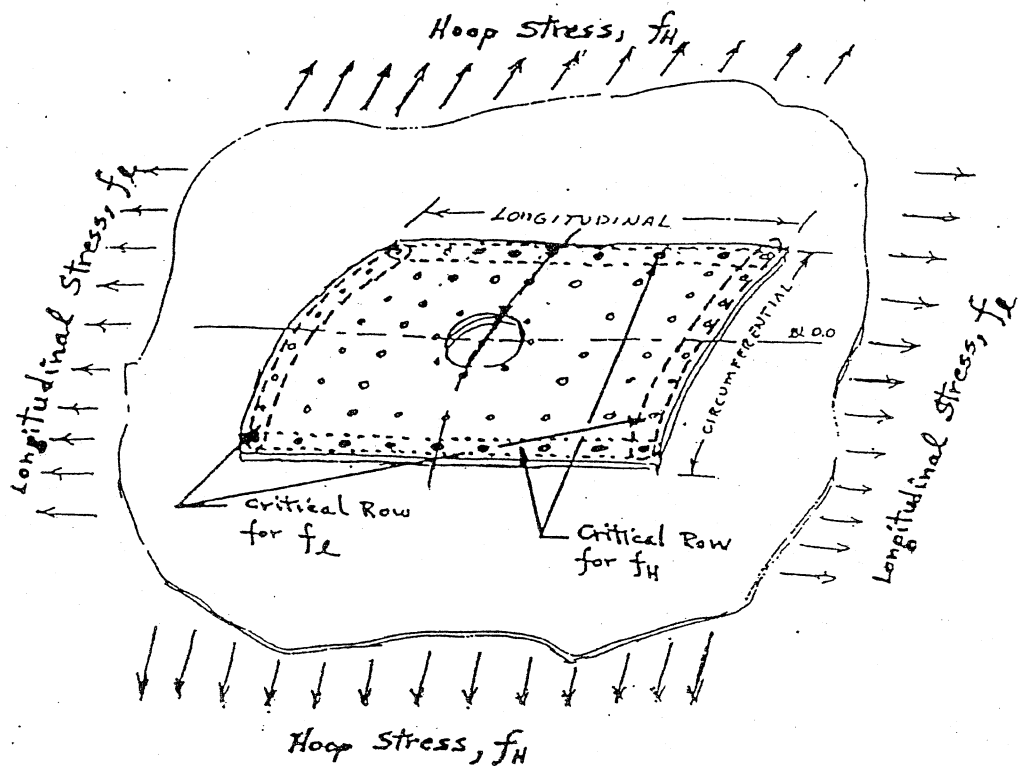 Hoop Stress, fH
Longitudinal Stress, fl
LONGITUDINAL
CIRCUMFERENTIAL
BL 0.0
Longitudinal Stress, fl
Critical Row
for fl
Critical Row
for fH
Hoop Stress, fH